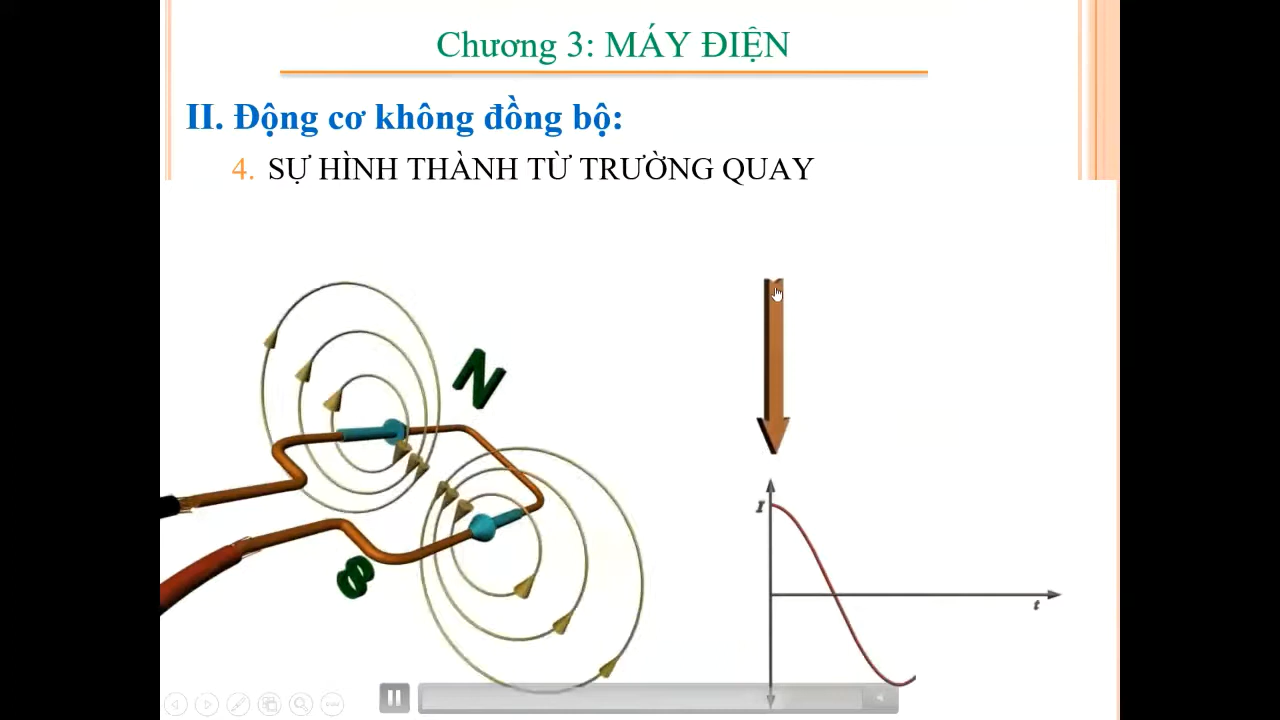 Chương 3: MÁY ĐIỆN
II. Động cơ không đồng bộ:
4. SỰ HÌNH THÀNH TỪ TRƯỜNG QUAY
N
S
I
t